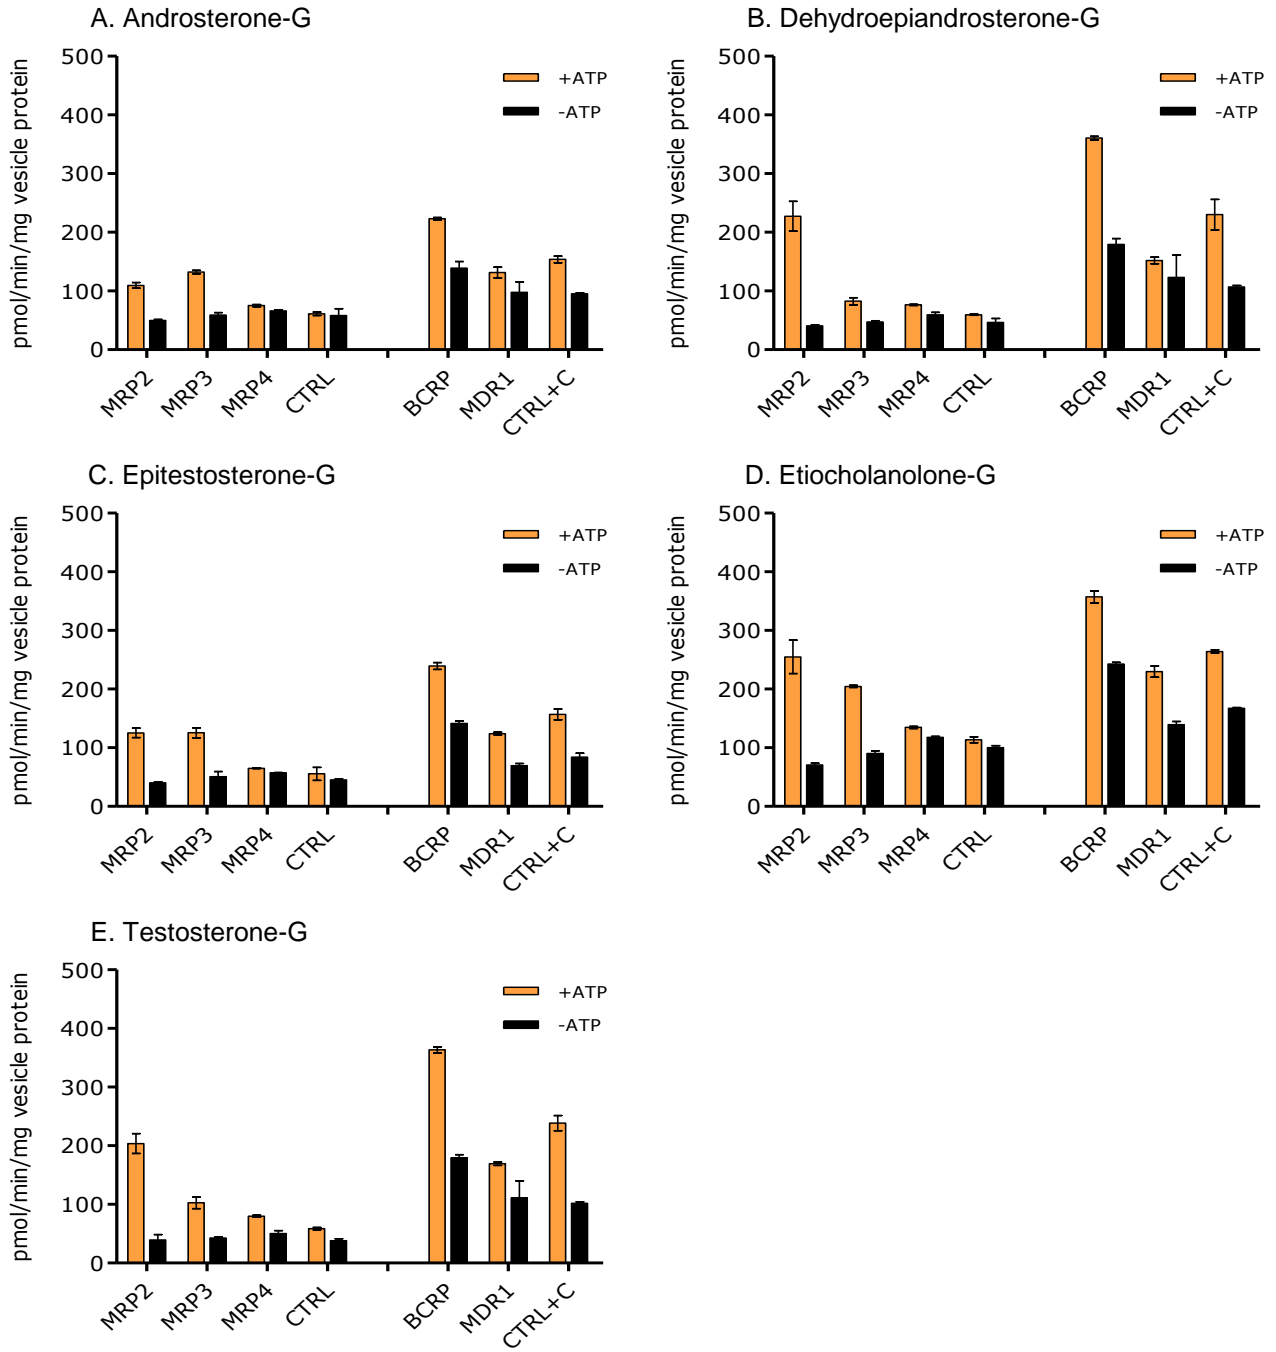 A. Androsterone-G
pmol/min/mg vesicle protein
500
400
300
200
100
0
+ATP
-ATP
MRP2
MRP3
MRP4
CTRL
BCRP
MDR1
CTRL+C
B. Dehydroepiandrosterone-G
pmol/min/mg vesicle protein
500
400
300
200
100
0
+ATP
-ATP
MRP2
MRP3
MRP4
CTRL
BCRP
MDR1
CTRL+C
C. Epitestosterone-G
pmol/min/mg vesicle protein
500
400
300
200
100
0
+ATP
-ATP
MRP2
MRP3
MRP4
CTRL
BCRP
MDR1
CTRL+C
D. Etiocholanolone-G
pmol/min/mg vesicle protein
500
400
300
200
100
0
+ATP
-ATP
MRP2
MRP3
MRP4
CTRL
BCRP
MDR1
CTRL+C
E. Testosterone-G
pmol/min/mg vesicle protein
500
400
300
200
100
0
+ATP
-ATP
MRP2
MRP3
MRP4
CTRL
BCRP
MDR1
CTRL+C